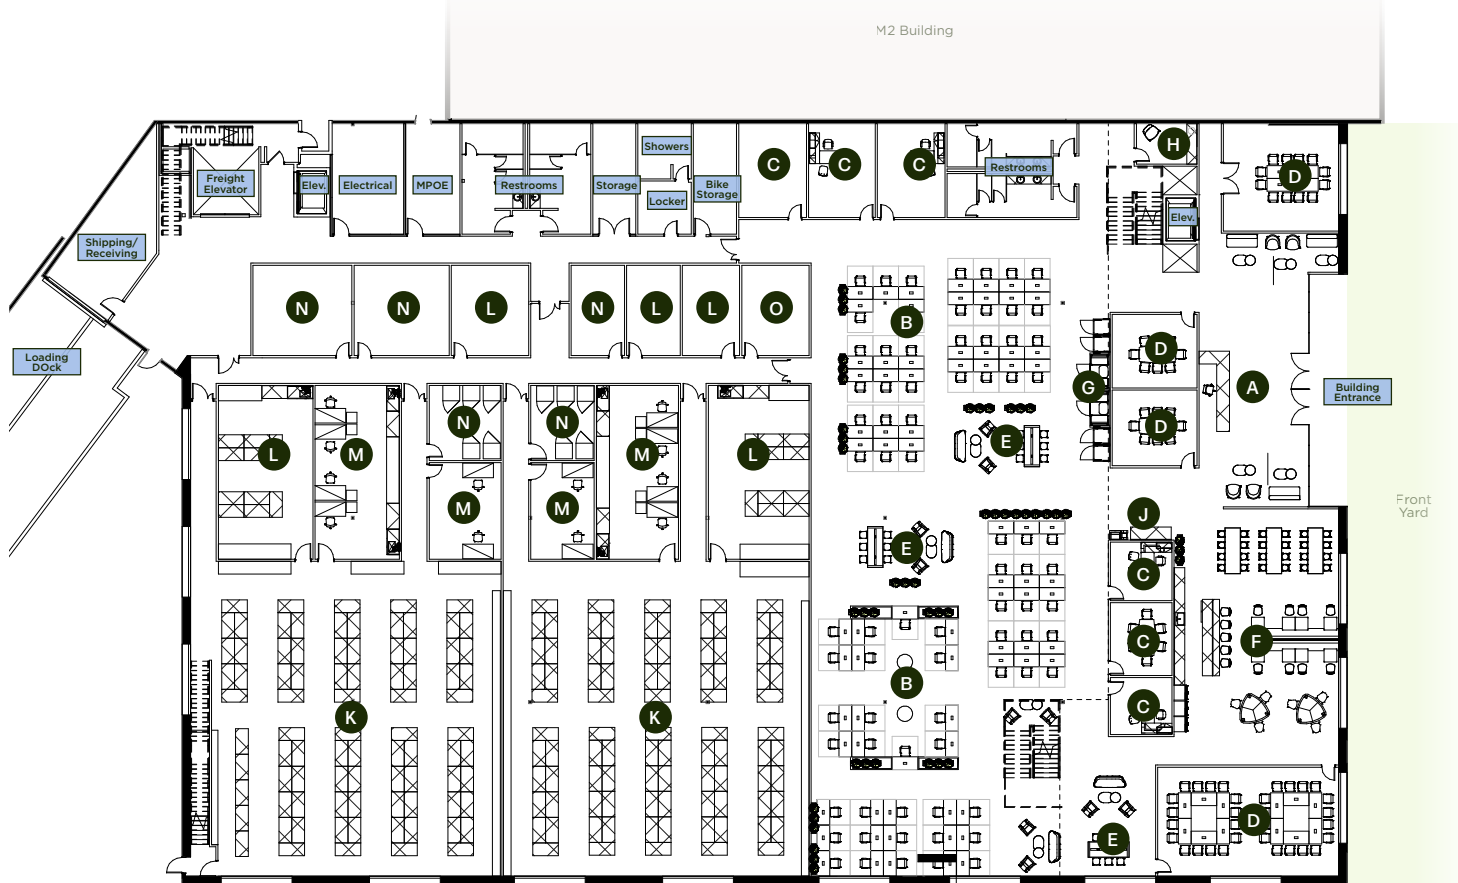 M2 Building
Showers
Freight
Elevator
Elev.
Electrical
MPOE
Restrooms
Storage
Locker
Bike
Storage
C
C
C
Restrooms
H
D
Elev.
Shipping/
Receiving
N
N
L
N
L
L
O
B
Loading
DOck
D
G
A
Building
Entrance
N
N
D
E
L
M
M
L
M
M
Front
Yard
J
E
C
C
F
B
C
K
K
D
E